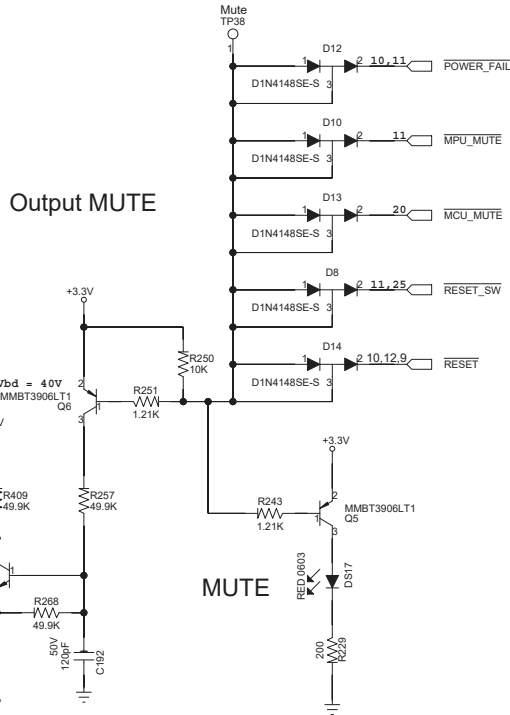 Mute
TP38
1
D12
1
2
10,11
POWER_FAIL
D1N4148SE-S
3
D10
1
2
11
MPU_MUTE
D1N4148SE-S
3
Output MUTE
D13
1
2
20
MCU_MUTE
D1N4148SE-S
3
D8
1
2
11,25
RESET_SW
D1N4148SE-S
3
+3.3V
D14
1
2
10,12,9
RESET
D1N4148SE-S
3
R250
10K
Vbd = 40V
MMBT3906LT1
Q6
2
1
3
R251
1.21K
V
+3.3V
R409
49.9K
R257
49.9K
R243
1.21K
2
1
3
MMBT3906LT1
Q5
1
MUTE
RED 0603
DS17
R268
49.9K
50V
120pF
C192
200
R229